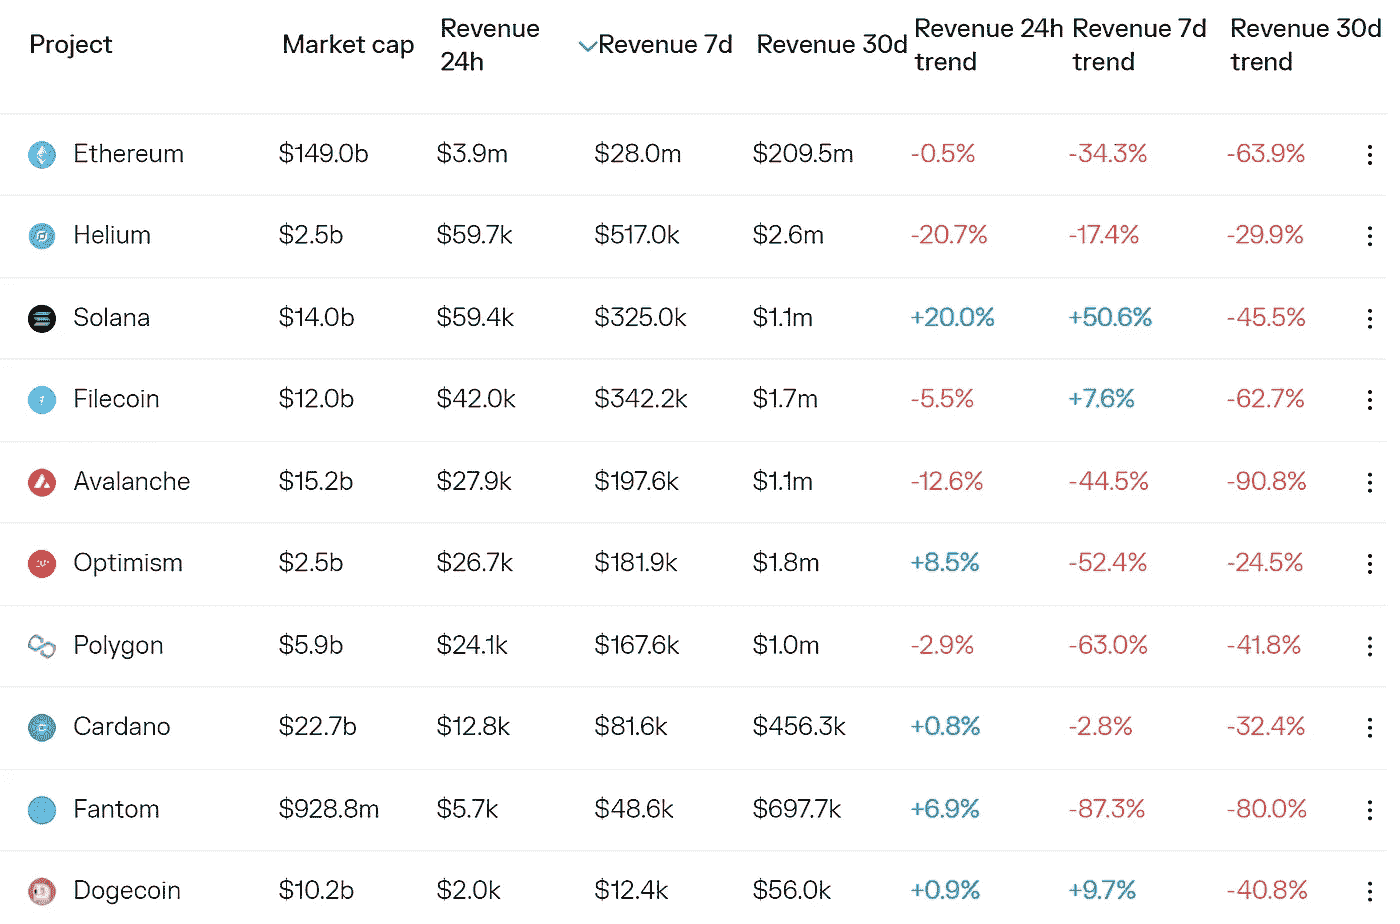 Project Market cap Revenue 24h Revenue 7d Revenue 30d Revenue 24h trend Revenue 7d trend Revenue 30d trend
Ethereum $149.0b $3.9m $28.0m $209.5m -0.5% -34.3% -63.9%
Helium $2.5b $59.7k $517.0k $2.6m -20.7% -17.4% -29.9%
Solana $14.0b $59.4k $325.0k $1.1m +20.0% +50.6% -45.5%
Filecoin $12.0b $42.0k $342.2k $1.7m -5.5% +7.6% -62.7%
Avalanche $15.2b $27.9k $197.6k $1.1m -12.6% -44.5% -90.8%
Optimism $2.5b $26.7k $181.9k $1.8m +8.5% -52.4% -24.5%
Polygon $5.9b $24.1k $167.6k $1.0m -2.9% -63.0% -41.8%
Cardano $22.7b $12.8k $81.6k $456.3k +0.8% -2.8% -32.4%
Fantom $928.8m $5.7k $48.6k $697.7k +6.9% -87.3% -80.0%
Dogecoin $10.2b $2.0k $12.4k $56.0k +0.9% +9.7% -40.8%